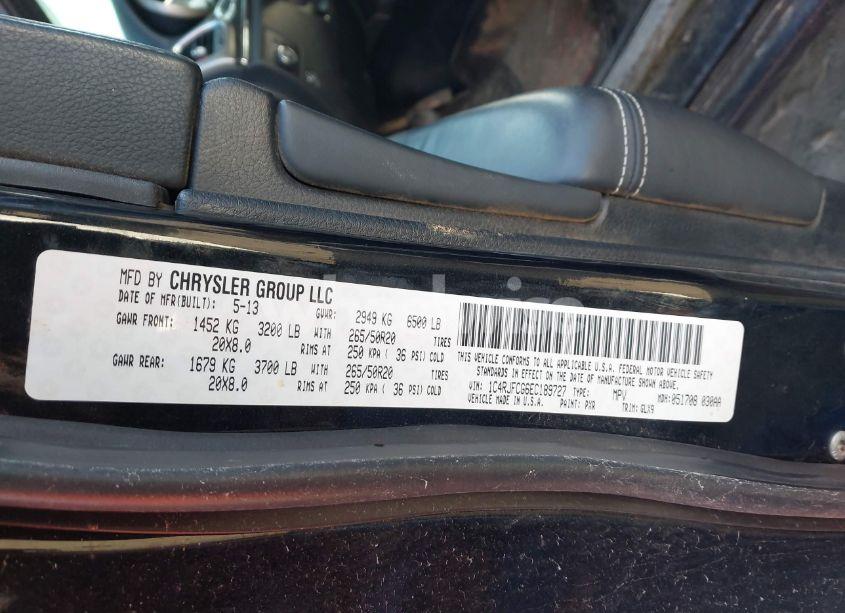 MFD BY CHRYSLER GROUP LLC
DATE OF MFR(BUILT): 5-13 GVWR: 2949 KG 6500 LB
GAWR FRONT: 1452 KG 3200 LB WITH 265/50R20 TIRES
20X8.0 RIMS AT 250 KPA ( 36 PSI) COLD
GAWR REAR: 1679 KG 3700 LB WITH 265/50R20 TIRES
20X8.0 RIMS AT 250 KPA ( 36 PSI) COLD
THIS VEHICLE CONFORMS TO ALL APPLICABLE U.S.A. FEDERAL MOTOR VEHICLE SAFETY
STANDARDS IN EFFECT ON THE DATE OF MANUFACTURE SHOWN ABOVE.
VIN: 1C4RJFCG6EC189727 TYPE: MPV MDH: 051708 030AA
VEHICLE MADE IN U.S.A. PAINT: PXR TRIM: GLX9